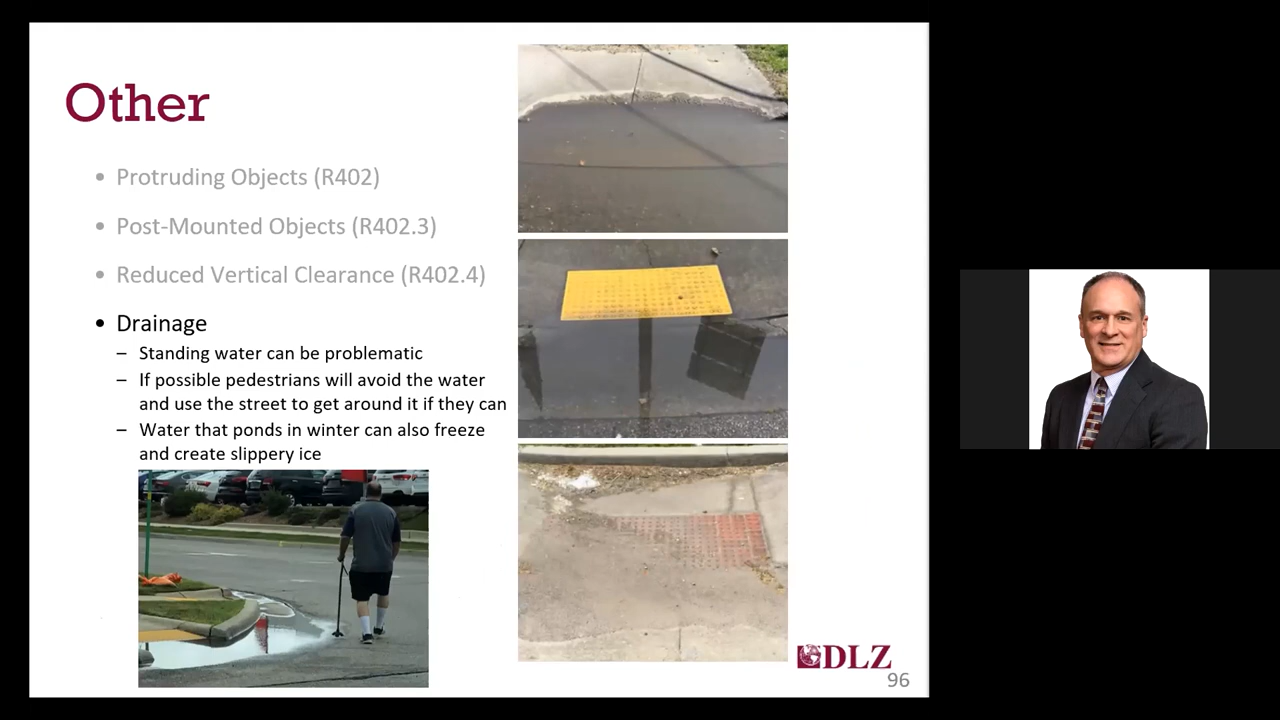 Other
• Protruding Objects (R402)
• Post-Mounted Objects (R402.3)
• Reduced Vertical Clearance (R402.4)
• Drainage
– Standing water can be problematic
– If possible pedestrians will avoid the water
and use the street to get around it if they can
– Water that ponds in winter can also freeze
and create slippery ice
DLZ
96